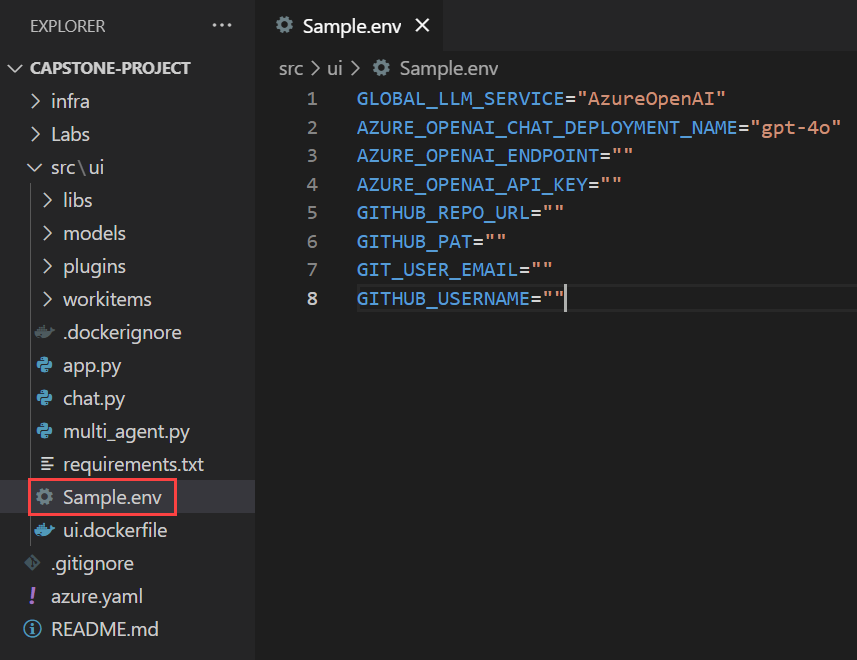 EXPLORER
CAPSTONE-PROJECT
infra
Labs
src\ui
libs
models
plugins
workitems
.dockerignore
app.py
chat.py
multi_agent.py
requirements.txt
Sample.env
ui.dockerfile
.gitignore
azure.yaml
README.md
Sample.env
src > ui > Sample.env
1 GLOBAL_LLM_SERVICE="AzureOpenAI"
2 AZURE_OPENAI_CHAT_DEPLOYMENT_NAME="gpt-4o"
3 AZURE_OPENAI_ENDPOINT=""
4 AZURE_OPENAI_API_KEY=""
5 GITHUB_REPO_URL=""
6 GITHUB_PAT=""
7 GIT_USER_EMAIL=""
8 GITHUB_USERNAME=""